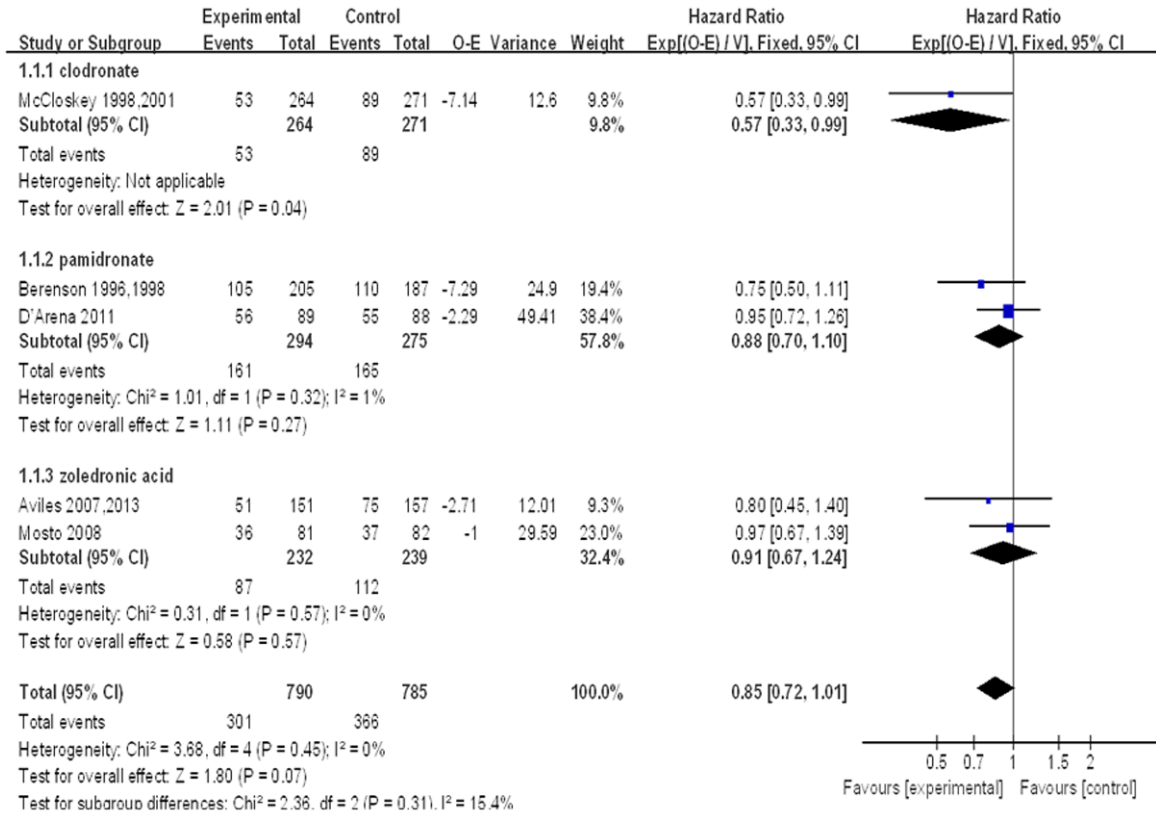 Experimental Control Hazard Ratio Hazard Ratio
Study or Subgroup Events Total Events Total O-E Variance Weight Exp[(O-E) / V], Fixed, 95% CI Exp[(O-E) / V], Fixed, 95% CI
1.1.1 clodronate
McCloskey 1998,2001 53 264 89 271 -7.14 12.6 9.8% 0.57 [0.33, 0.99]
Subtotal (95% CI) 264 271 9.8% 0.57 [0.33, 0.99]
Total events 53 89
Heterogeneity: Not applicable
Test for overall effect: Z = 2.01 (P = 0.04)
1.1.2 pamidronate
Berenson 1996,1998 105 205 110 187 -7.29 24.9 19.4% 0.75 [0.50, 1.11]
D'Arena 2011 56 89 55 88 -2.29 49.41 38.4% 0.95 [0.72, 1.26]
Subtotal (95% CI) 294 275 57.8% 0.88 [0.70, 1.10]
Total events 161 165
Heterogeneity: Chi² = 1.01, df = 1 (P = 0.32); I² = 1%
Test for overall effect: Z = 1.11 (P = 0.27)
1.1.3 zoledronic acid
Aviles 2007,2013 51 151 75 157 -2.71 12.01 9.3% 0.80 [0.45, 1.40]
Mosto 2008 36 81 37 82 -1 29.59 23.0% 0.97 [0.67, 1.39]
Subtotal (95% CI) 232 239 32.4% 0.91 [0.67, 1.24]
Total events 87 112
Heterogeneity: Chi² = 0.31, df = 1 (P = 0.57); I² = 0%
Test for overall effect: Z = 0.58 (P = 0.57)
Total (95% CI) 790 785 100.0% 0.85 [0.72, 1.01]
Total events 301 366
Heterogeneity: Chi² = 3.68, df = 4 (P = 0.45); I² = 0%
Test for overall effect: Z = 1.80 (P = 0.07)
Test for subgroup differences: Chi² = 2.36, df = 2 (P = 0.31), I² = 15.4%
0.5 0.7 1 1.5 2
Favours [experimental] Favours [control]